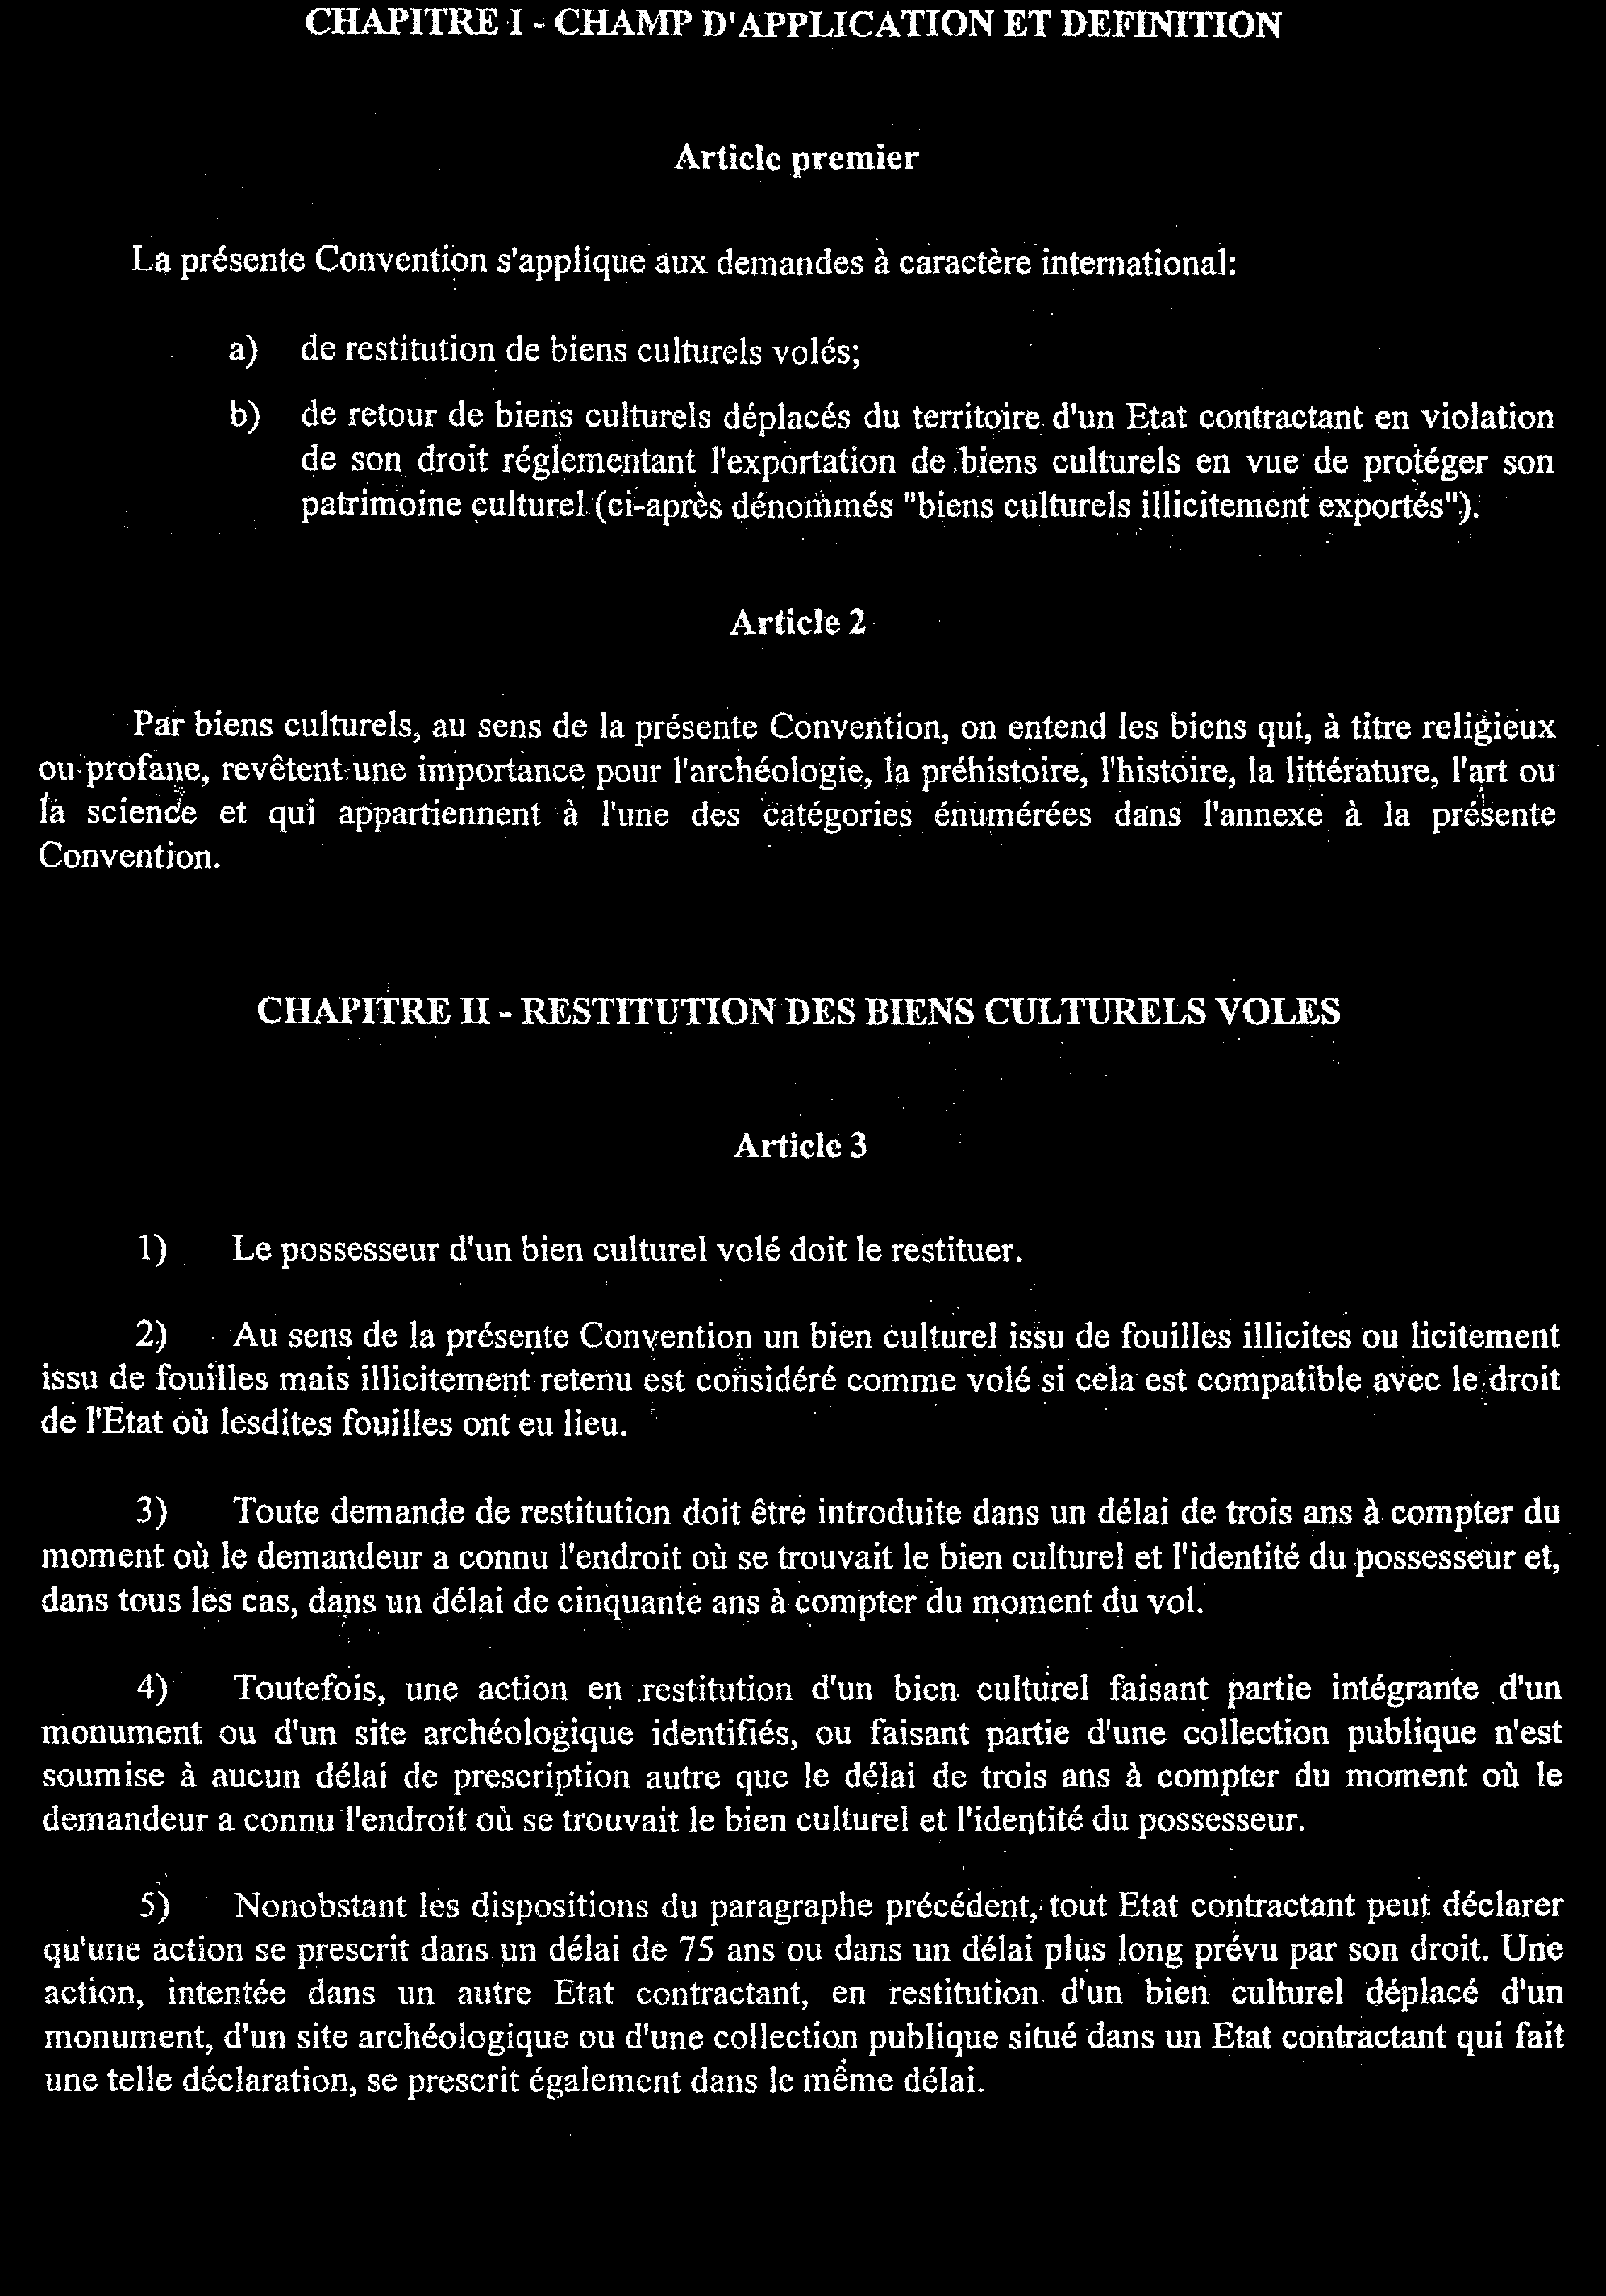 CHAPITRE I - CHAMP D'APPLICATION ET DEFINITION
Article premier
La présente Convention s'applique aux demandes à caractère international:
a) de restitution de biens culturels volés;
b) de retour de biens culturels déplacés du territoire d'un Etat contractant en violation
de son droit réglementant l'exportation de biens culturels en vue de protéger son
patrimoine culturel (ci-après dénommés "biens culturels illicitement exportés").
Article 2
Par biens culturels, au sens de la présente Convention, on entend les biens qui, à titre religieux
ou profane, revêtent une importance pour l'archéologie, la préhistoire, l'histoire, la littérature, l'art ou
la science et qui appartiennent à l'une des catégories énumérées dans l'annexe à la présente
Convention.
CHAPITRE II - RESTITUTION DES BIENS CULTURELS VOLES
Article 3
1) Le possesseur d'un bien culturel volé doit le restituer.
2) Au sens de la présente Convention un bien culturel issu de fouilles illicites ou licitement
issu de fouilles mais illicitement retenu est considéré comme volé si cela est compatible avec le droit
de l'Etat où lesdites fouilles ont eu lieu.
3) Toute demande de restitution doit être introduite dans un délai de trois ans à compter du
moment où le demandeur a connu l'endroit où se trouvait le bien culturel et l'identité du possesseur et,
dans tous les cas, dans un délai de cinquante ans à compter du moment du vol.
4) Toutefois, une action en restitution d'un bien culturel faisant partie intégrante d'un
monument ou d'un site archéologique identifiés, ou faisant partie d'une collection publique n'est
soumise à aucun délai de prescription autre que le délai de trois ans à compter du moment où le
demandeur a connu l'endroit où se trouvait le bien culturel et l'identité du possesseur.
5) Nonobstant les dispositions du paragraphe précédent, tout Etat contractant peut déclarer
qu'une action se prescrit dans un délai de 75 ans ou dans un délai plus long prévu par son droit. Une
action, intentée dans un autre Etat contractant, en restitution d'un bien culturel déplacé d'un
monument, d'un site archéologique ou d'une collection publique situé dans un Etat contractant qui fait
une telle déclaration, se prescrit également dans le même délai.